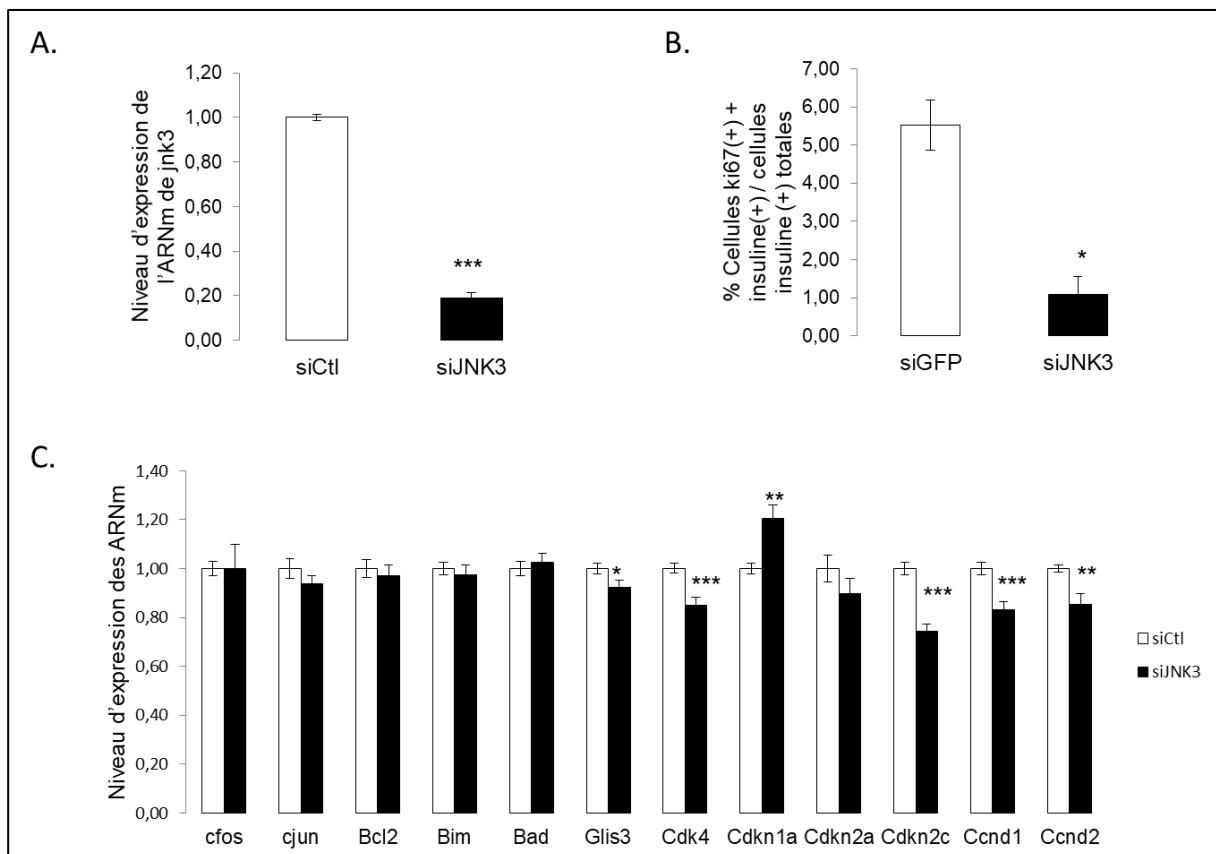 A.
Niveau d'expression de
l'ARNm de jnk3
1,20
1,00
0,80
0,60
0,40
0,20
0,00
***
siCtl
siJNK3
B.
% Cellules ki67(+) +
insuline(+) / cellules
insuline (+) totales
7,00
6,00
5,00
4,00
3,00
2,00
1,00
0,00
*
siGFP
siJNK3
C.
Niveau d'expression des ARNm
1,40
1,20
1,00
0,80
0,60
0,40
0,20
0,00
*
***
**
***
***
**
cfos cjun Bcl2 Bim Bad Glis3 Cdk4 Cdkn1a Cdkn2a Cdkn2c Ccnd1 Ccnd2
siCtl
siJNK3